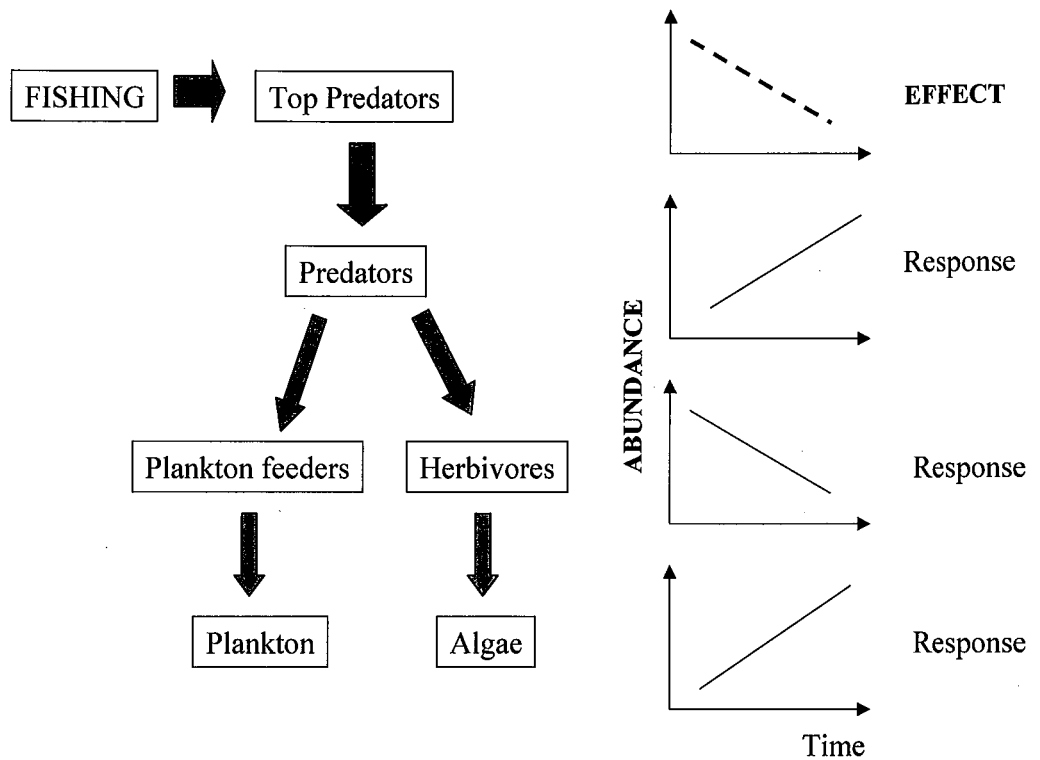 FISHING
Top Predators
EFFECT
Predators
Response
ABUNDANCE
Plankton feeders
Herbivores
Response
Plankton
Algae
Response
Time